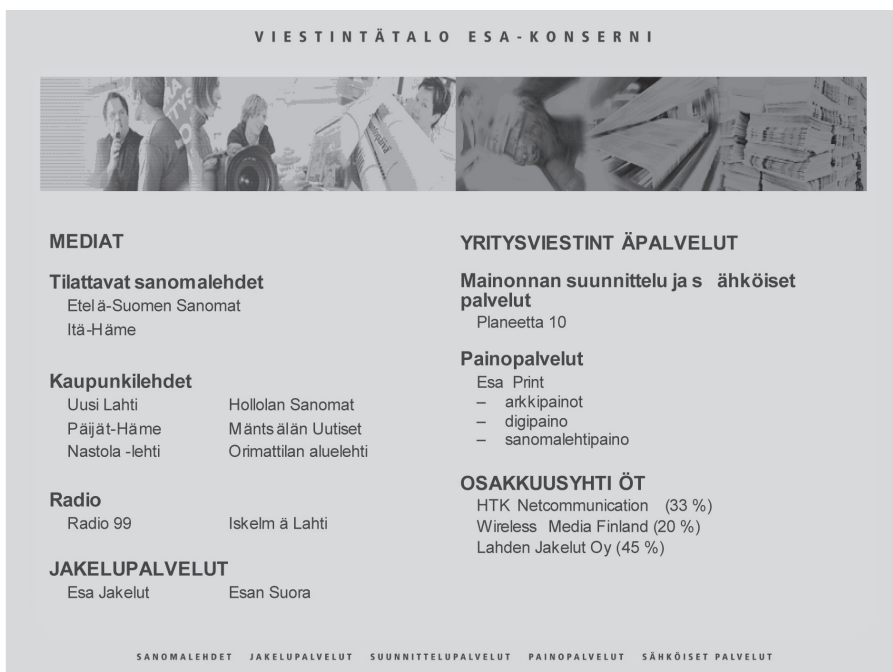 VIESTINTÄTALO ESA-KONSERNI
MEDIAT
Tilattavat sanomalehdet
Etelä-Suomen Sanomat
Itä-Häme
Kaupunkilehdet
Uusi Lahti Hollolan Sanomat
Päijät-Häme Mäntsälän Uutiset
Nastola -lehti Orimattilan aluelehti
Radio
Radio 99 Iskelmä Lahti
JAKELUPALVELUT
Esa Jakelut Esan Suora
YRITYSVIESTINTÄPALVELUT
Mainonnan suunnittelu ja sähköiset
palvelut
Planeetta 10
Painopalvelut
Esa Print
– arkkipainot
– digipaino
– sanomalehtipaino
OSAKKUUSYHTIÖT
HTK Netcommunication (33 %)
Wireless Media Finland (20 %)
Lahden Jakelut Oy (45 %)
SANOMALEHDET JAKELUPALVELUT SUUNNITTELUPALVELUT PAINOPALVELUT SÄHKÖISET PALVELUT